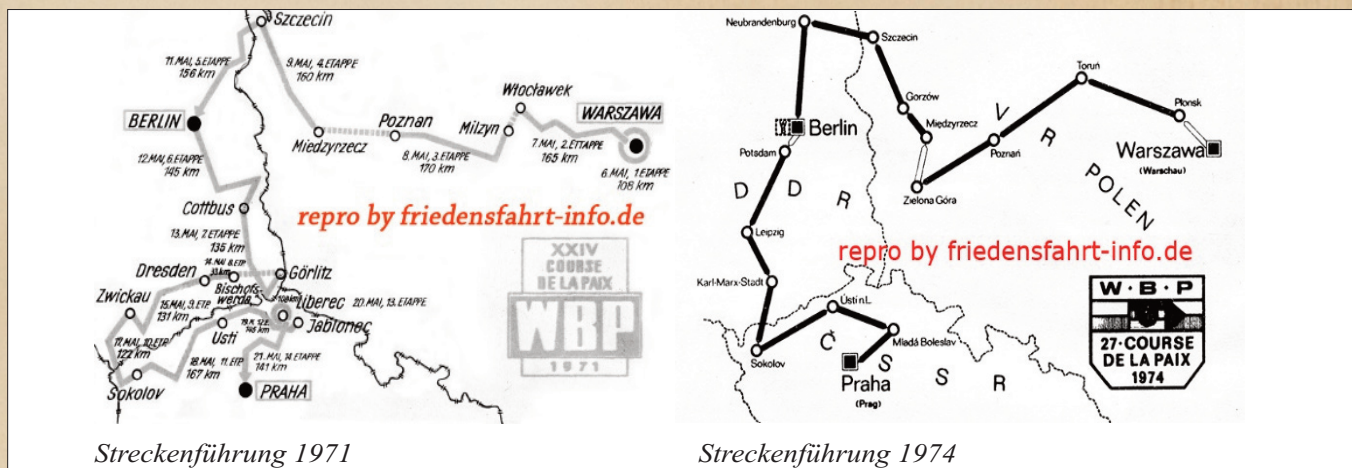 Szczecin
11. MAI, 5. ETAPPE
156 km
9. MAI, 4. ETAPPE
160 km
BERLIN
Poznan
Miedzyrzecz
Milzyn
Włocławek
WARSZAWA
8. MAI, 3. ETAPPE
170 km
7. MAI, 2. ETTAPPE
165 km
6. MAI, 1. ETAPPE
108 km
12. MAI, 6. ETAPPE
145 km
Cottbus
repro by friedensfahrt-info.de
13. MAI, 7. ETAPPE
135 km
Dresden
14. MAI, 8. ETP.
Bischofs-
werda
Görlitz
Zwickau
15. MAI, 9. ETP.
131 km
Liberec
20. MAI, 13. ETAPPE
Jablonec
Usti
17. MAI, 10. ETP.
122 km
18. MAI, 11. ETP.
167 km
21. MAI, 14. ETAPPE
141 km
Sokolov
PRAHA
XXIV
COURSE
DE LA PAIX
WBP
1971
Streckenführung 1971
Neubrandenburg
Szczecin
Toruń
Gorzów
Płonsk
Międzyrzecz
Berlin
Poznań
Potsdam
Warszawa
(Warschau)
Zielona Góra
V R POLEN
D D R
repro by friedensfahrt-info.de
Leipzig
Karl-Marx-Stadt
Ústí n.L.
Mladá Boleslav
Sokolov
Č S S R
Praha
(Prag)
W·B·P
27·COURSE
DE LA PAIX
1974
Streckenführung 1974